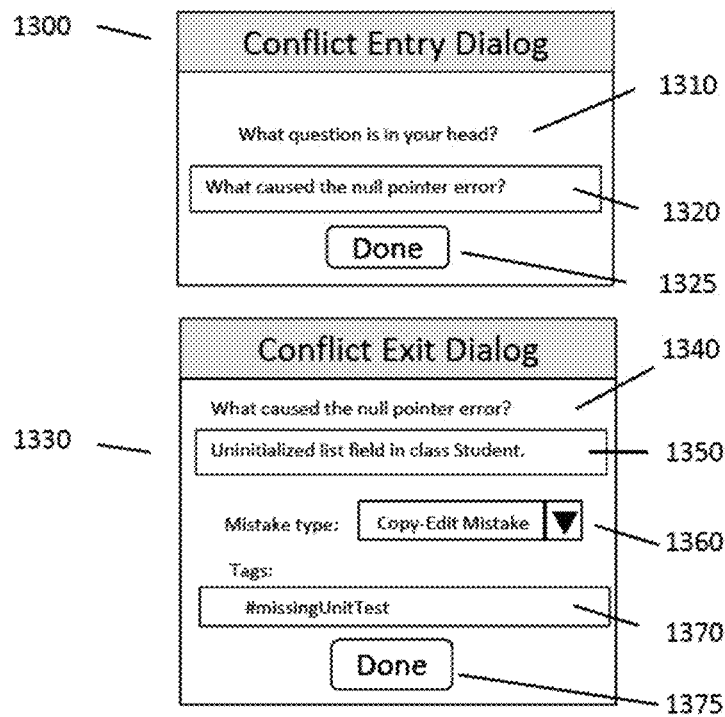 1300
Conflict Entry Dialog
1310
What question is in your head?
What caused the null pointer error?
1320
Done
1325
Conflict Exit Dialog
1340
What caused the null pointer error?
1330
Uninitialized list field in class Student.
1350
Mistake type: Copy-Edit Mistake
1360
Tags:
#missingUnitTest
1370
Done
1375